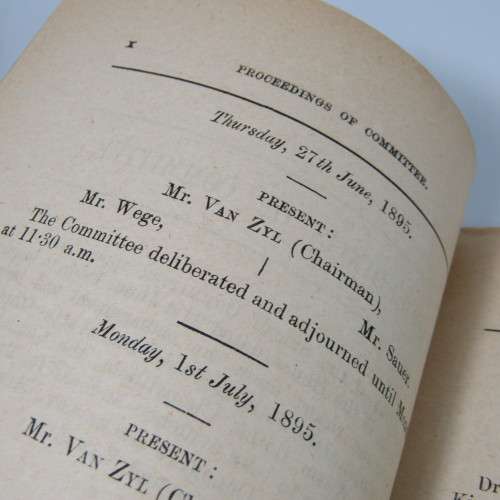 x
PROCEEDINGS OF COMMITTEE.
Thursday, 27th June, 1895.
PRESENT:
Mr. VAN ZYL (Chairman),
Mr. Wege, | Mr. Sauer.
The Committee deliberated and adjourned until
at 11·30 a.m.
Monday, 1st July, 1895.
PRESENT:
Mr. VAN ZYL
Dr